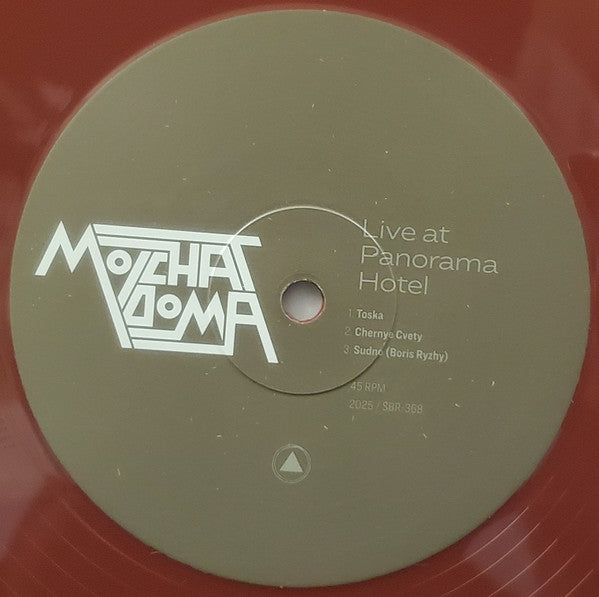 MOLCHAT
DOMA
Live at
Panorama
Hotel
1 Toska
2 Chernye Cvety
3 Sudno (Boris Ryzhy)
45 RPM
2025 / SBR-368